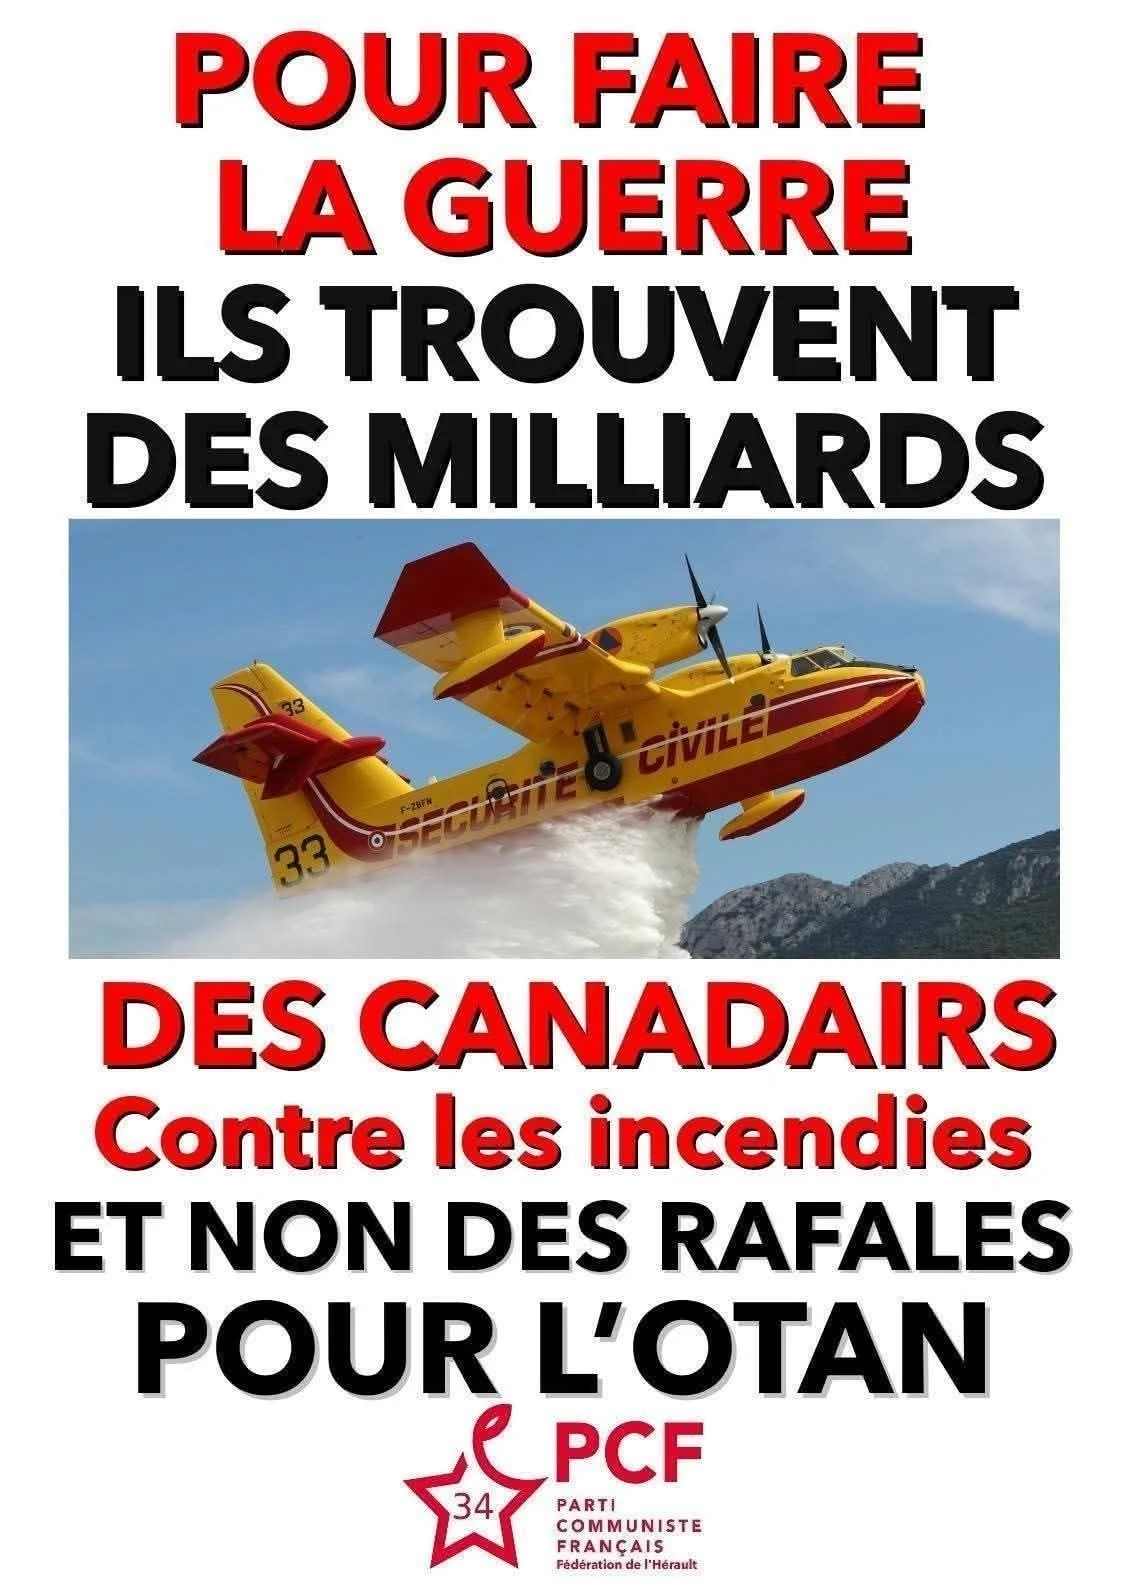 POUR FAIRE
LA GUERRE
ILS TROUVENT
DES MILLIARDS
33
F-ZBFN
SECURITE CIVILE
33
DES CANADAIRS
Contre les incendies
ET NON DES RAFALES
POUR L'OTAN
34
PCF
PARTI
COMMUNISTE
FRANÇAIS
Fédération de l'Hérault